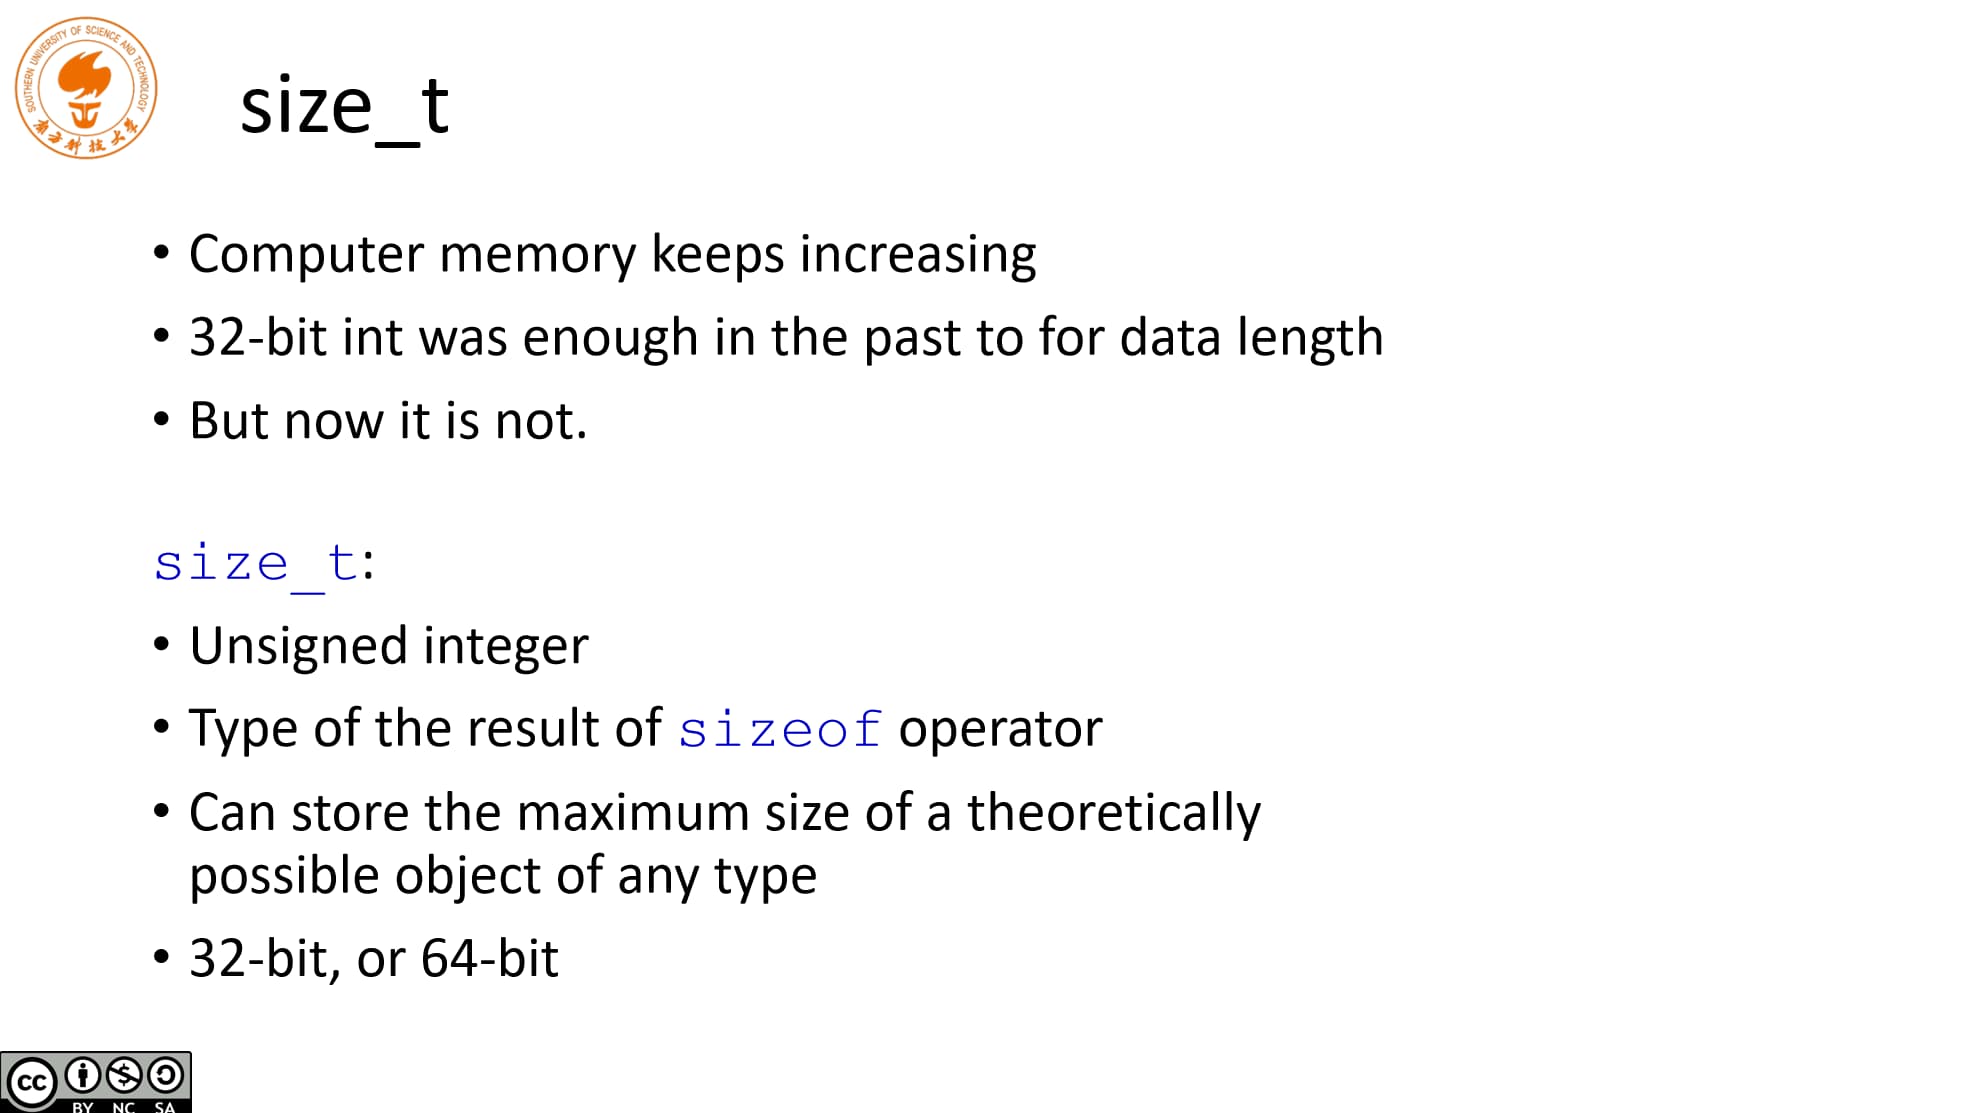 SOUTHERN UNIVERSITY OF SCIENCE AND TECHNOLOGY
南方科技大学
size_t
• Computer memory keeps increasing
• 32-bit int was enough in the past to for data length
• But now it is not.
size_t:
• Unsigned integer
• Type of the result of sizeof operator
• Can store the maximum size of a theoretically
possible object of any type
• 32-bit, or 64-bit
cc
BY NC SA